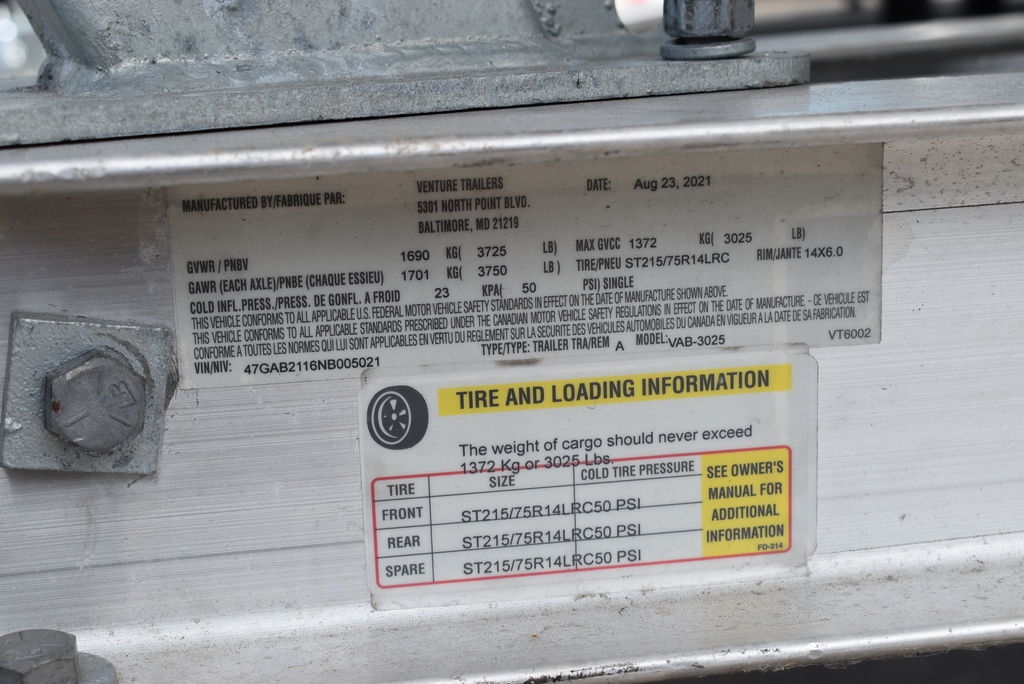 MANUFACTURED BY/FABRIQUE PAR: VENTURE TRAILERS DATE: Aug 23, 2021
5301 NORTH POINT BLVD.
BALTIMORE, MD 21219
GVWR / PNBV 1690 KG( 3725 LB) MAX GVCC 1372 KG( 3025 LB)
GAWR (EACH AXLE)/PNBE (CHAQUE ESSIEU) 1701 KG( 3750 LB ) TIRE/PNEU ST215/75R14LRC RIM/JANTE 14X6.0
COLD INFL.PRESS./PRESS. DE GONFL. A FROID 23 KPA( 50 PSI) SINGLE
THIS VEHICLE CONFORMS TO ALL APPLICABLE U.S. FEDERAL MOTOR VEHICLE SAFETY STANDARDS IN EFFECT ON THE DATE OF MANUFACTURE SHOWN ABOVE.
THIS VEHICLE CONFORMS TO ALL APPLICABLE STANDARDS PRESCRIBED UNDER THE CANADIAN MOTOR VEHICLE SAFETY REGULATIONS IN EFFECT ON THE DATE OF MANUFACTURE. - CE VEHICULE EST
CONFORME A TOUTES LES NORMES QUI LUI SONT APPLICABLES EN VERTU DU REGLEMENT SUR LA SECURITE DES VEHICULES AUTOMOBILES DU CANADA EN VIGUEUR A LA DATE DE SA FABRICATION.
VIN/NIV: 47GAB2116NB005021 TYPE/TYPE: TRAILER TRA/REM A MODEL: VAB-3025 VT6002
TIRE AND LOADING INFORMATION
The weight of cargo should never exceed
1372 Kg or 3025 Lbs.
TIRE SIZE COLD TIRE PRESSURE
FRONT ST215/75R14LRC50 PSI
REAR ST215/75R14LRC50 PSI
SPARE ST215/75R14LRC50 PSI
SEE OWNER'S
MANUAL FOR
ADDITIONAL
INFORMATION
FD-314